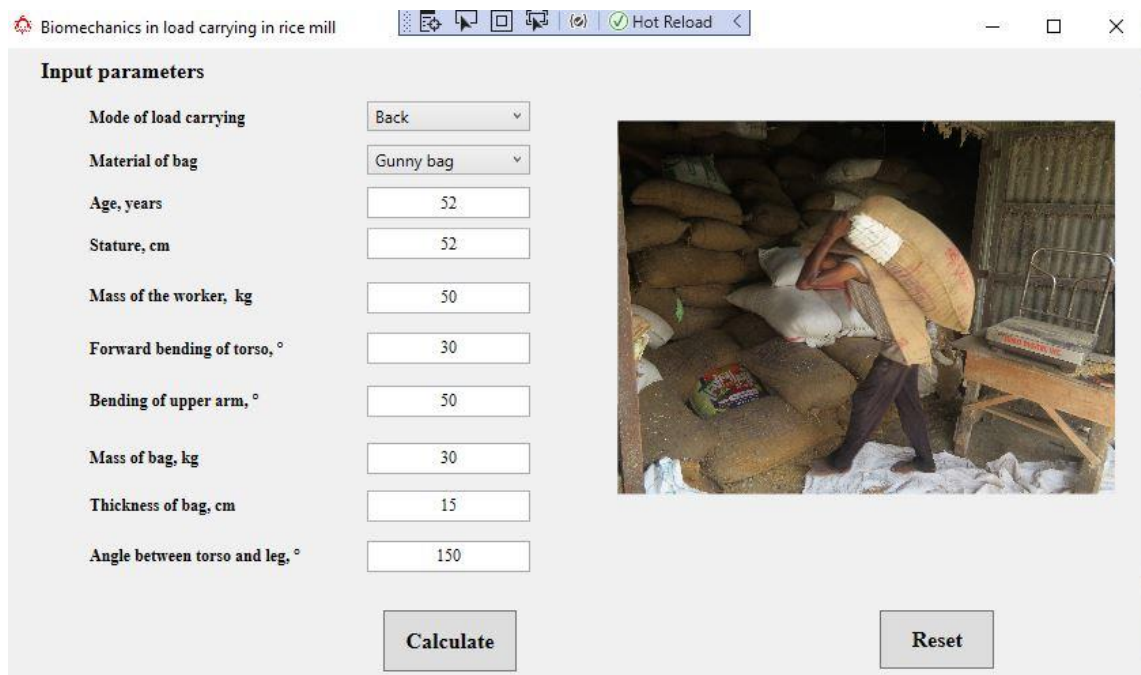 Biomechanics in load carrying in rice mill
Hot Reload
Input parameters
Mode of load carrying Back
Material of bag Gunny bag
Age, years 52
Stature, cm 52
Mass of the worker, kg 50
Forward bending of torso, ° 30
Bending of upper arm, ° 50
Mass of bag, kg 30
Thickness of bag, cm 15
Angle between torso and leg, ° 150
Calculate Reset